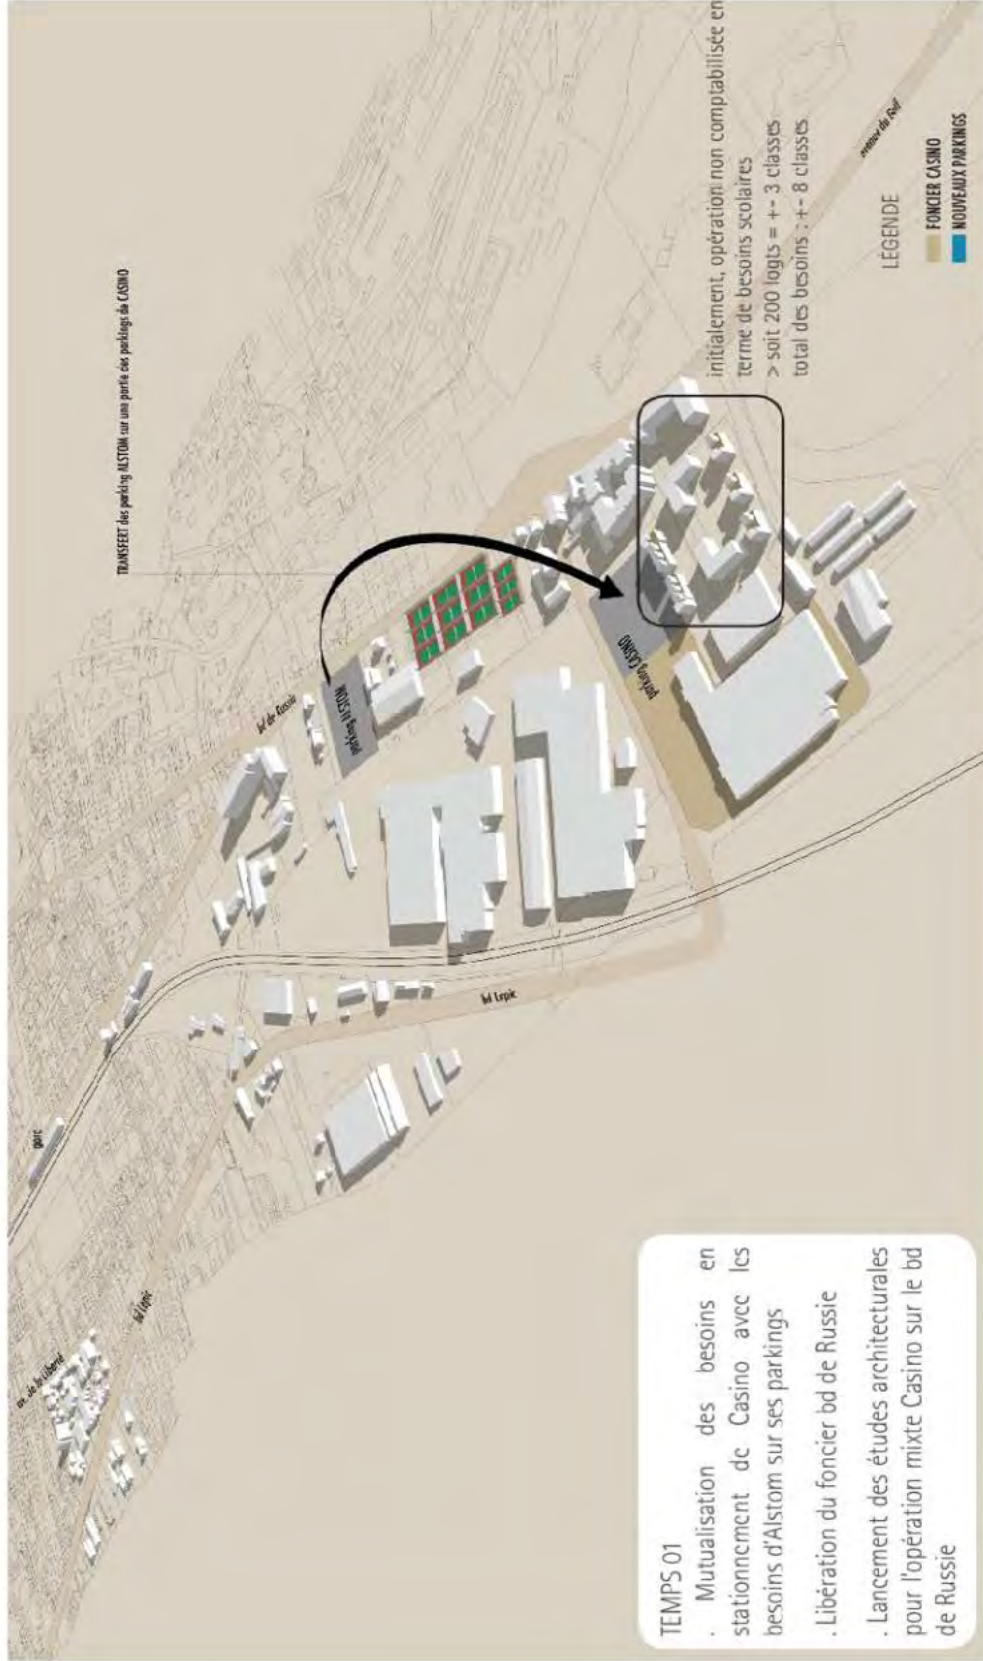 TRANSFERT des parking ALSTOM sur une partie des parkings de CASINO
gare
av. de la liberté
bd Lepic
bd de Russie
parking ALSTOM
bd Lepic
parking CASINO
avenue de
initialement, opération non comptabilisée en
terme de besoins scolaires
> soit 200 logts = +- 3 classes
total des besoins : +- 8 classes
LÉGENDE
FONCIER CASINO
NOUVEAUX PARKINGS
TEMPS 01
. Mutualisation des besoins en
stationnement de Casino avec les
besoins d'Alstom sur ses parkings
. Libération du foncier bd de Russie
. Lancement des études architecturales
pour l'opération mixte Casino sur le bd
de Russie